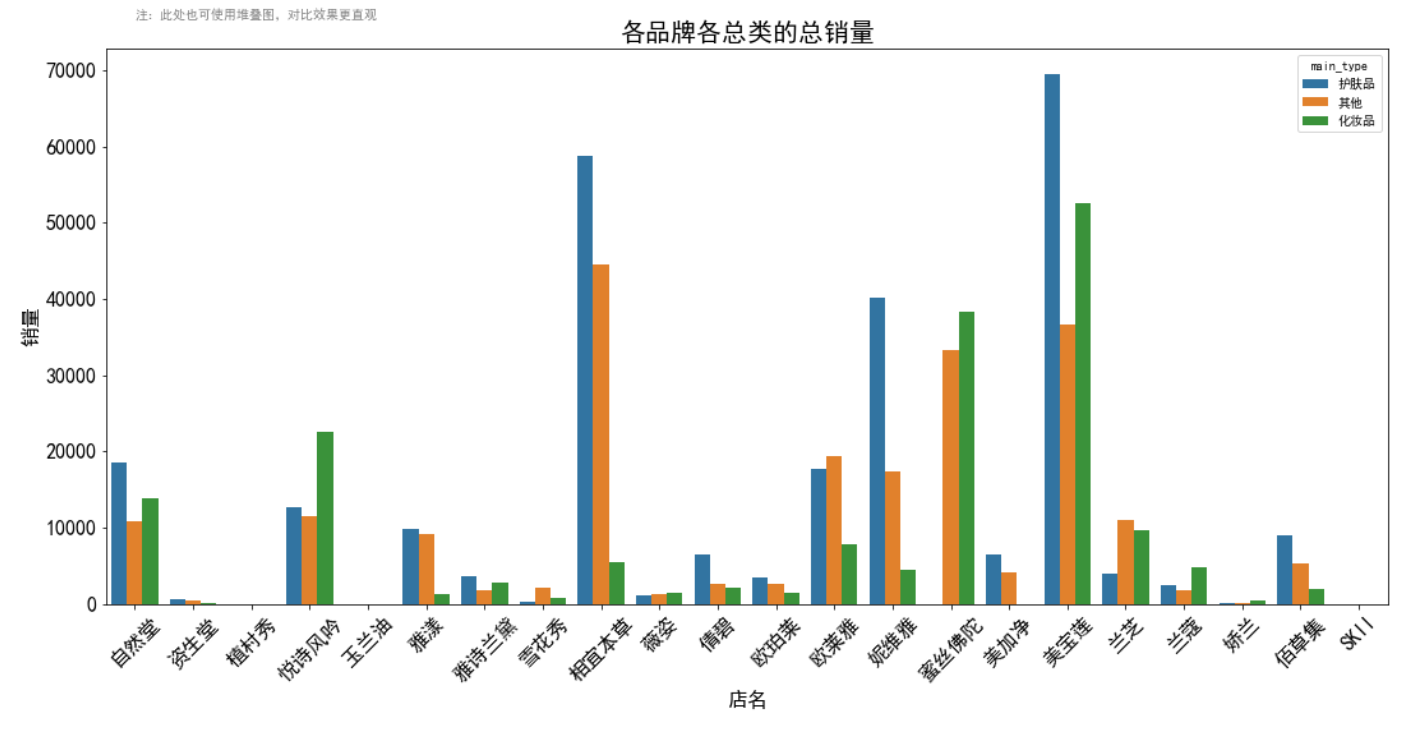 注：此处也可使用堆叠图，对比效果更直观
各品牌各总类的总销量
main_type
护肤品
其他
化妆品
销量
70000
60000
50000
40000
30000
20000
10000
0
自然堂 资生堂 植村秀 悦诗风吟 玉兰油 雅漾 雅诗兰黛 雪花秀 相宜本草 薇姿 倩碧 欧珀莱 欧莱雅 妮维雅 蜜丝佛陀 美加净 美宝莲 兰芝 兰蔻 娇兰 佰草集 SKII
店名